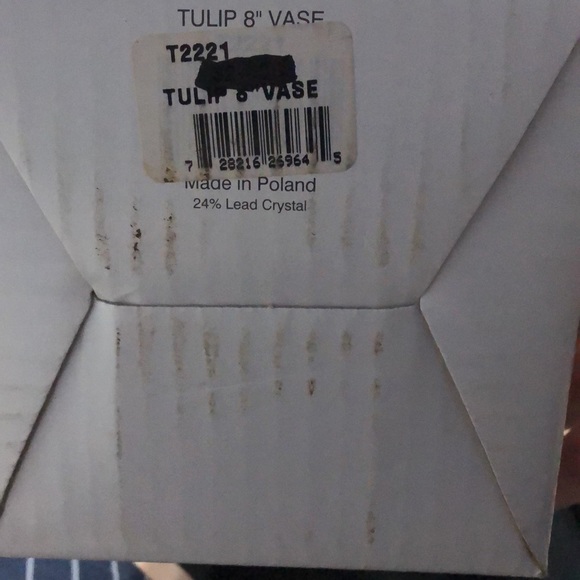 TULIP 8" VASE
T2221
TULIP 8" VASE
7 28216 26964 5
Made in Poland
24% Lead Crystal